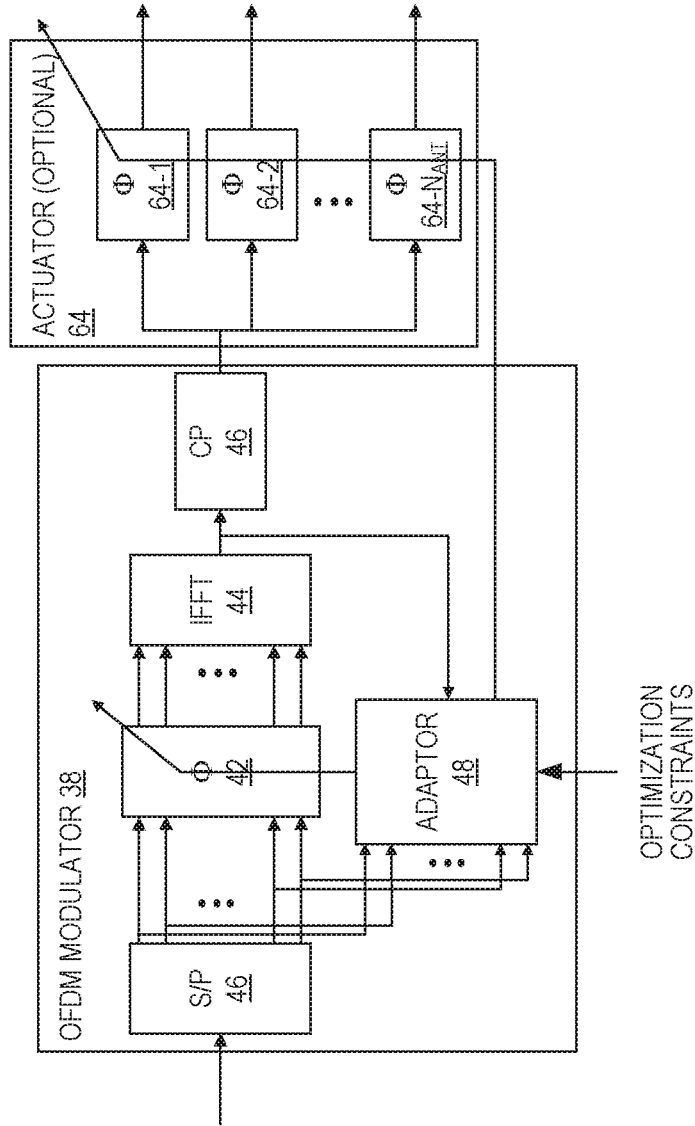 OFDM MODULATOR 38
S/P
46
Φ
42
IFFT
44
CP
46
ADAPTOR
48
OPTIMIZATION
CONSTRAINTS
ACTUATOR (OPTIONAL)
64
Φ
64-1
Φ
64-2
Φ
64-NANT